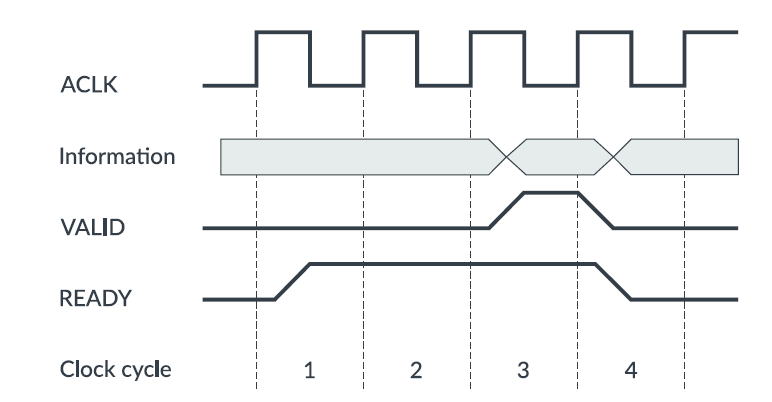 ACLK
Information
VALID
READY
Clock cycle 1 2 3 4